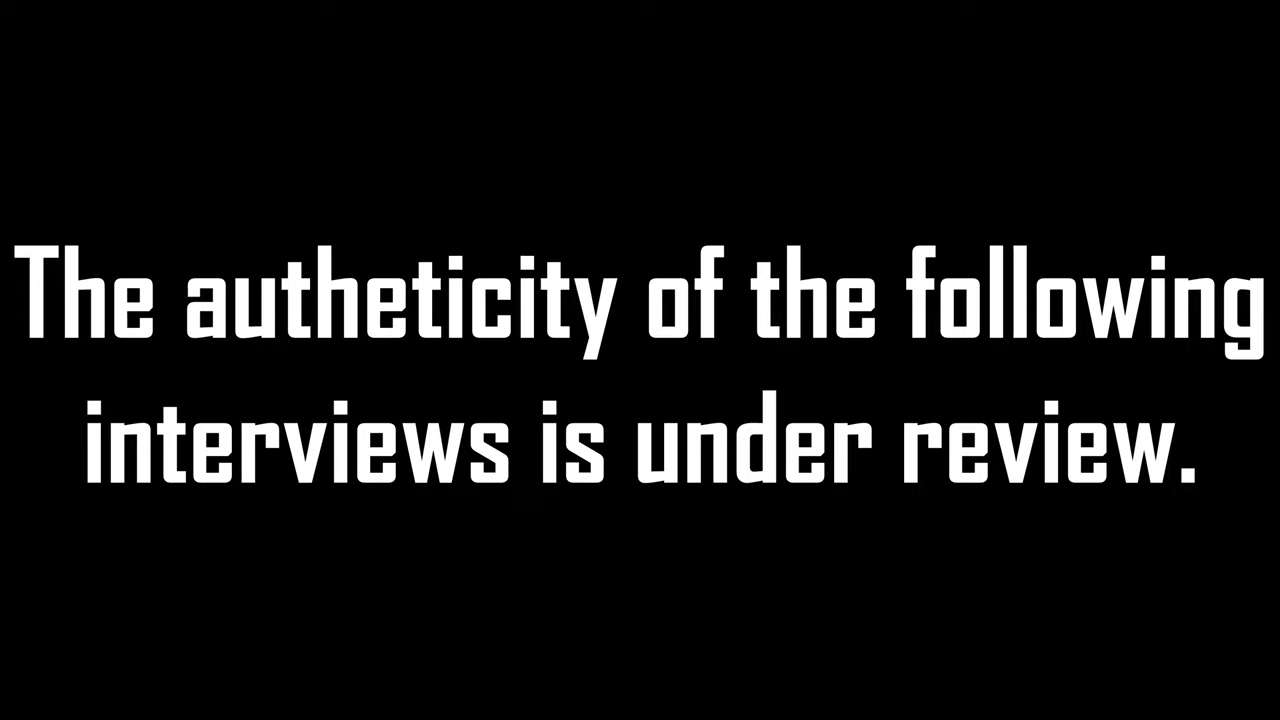 The autheticity of the following
interviews is under review.